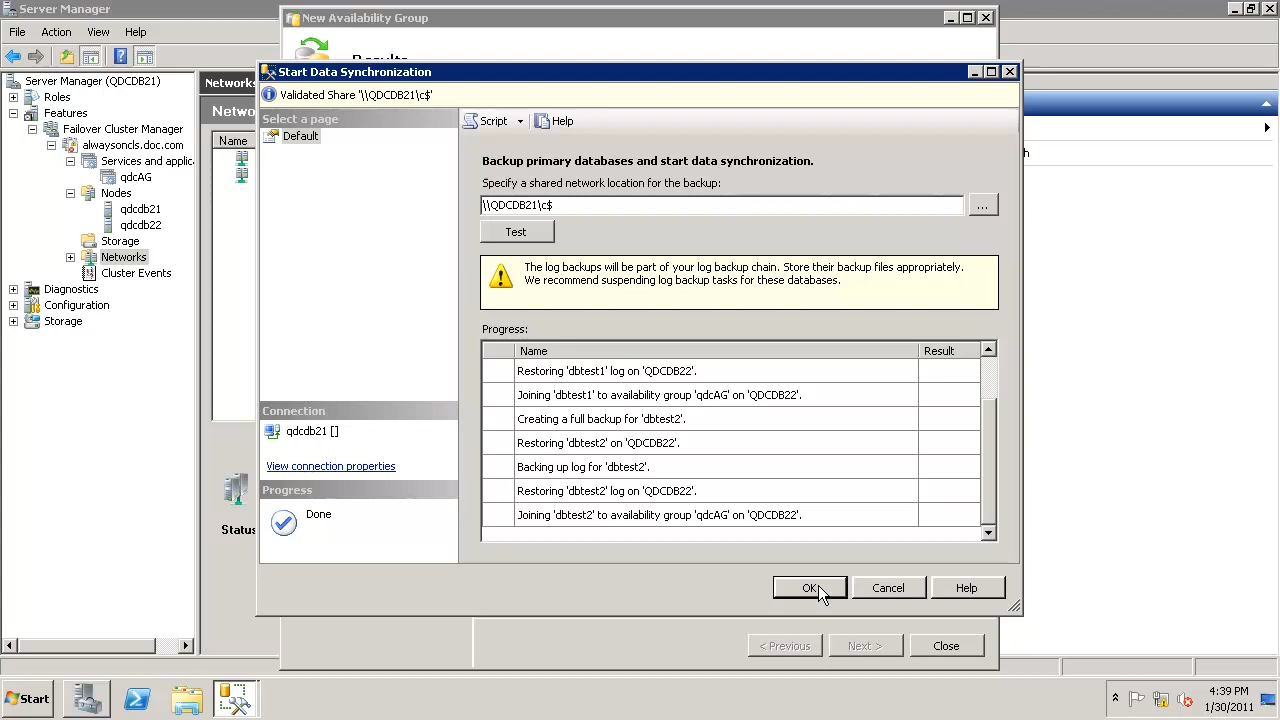 Server Manager
File Action View Help
Server Manager (QDCDB21)
Roles
Features
Failover Cluster Manager
alwaysoncls.doc.com
Services and applic
qdcAG
Nodes
qdcdb21
qdcdb22
Storage
Networks
Cluster Events
Diagnostics
Configuration
Storage
Networks
Netwo
Name
Status
New Availability Group
Results
Start Data Synchronization
Validated Share '\\QDCDB21\c$'
Select a page
Default
Script Help
Backup primary databases and start data synchronization.
Specify a shared network location for the backup:
\\QDCDB21\c$
...
Test
The log backups will be part of your log backup chain. Store their backup files appropriately.
We recommend suspending log backup tasks for these databases.
Progress:
Name Result
Restoring 'dbtest1' log on 'QDCDB22'.
Joining 'dbtest1' to availability group 'qdcAG' on 'QDCDB22'.
Creating a full backup for 'dbtest2'.
Restoring 'dbtest2' on 'QDCDB22'.
Backing up log for 'dbtest2'.
Restoring 'dbtest2' log on 'QDCDB22'.
Joining 'dbtest2' to availability group 'qdcAG' on 'QDCDB22'.
Connection
qdcdb21 []
View connection properties
Progress
Done
OK Cancel Help
< Previous Next > Close
h
Start
4:39 PM
1/30/2011